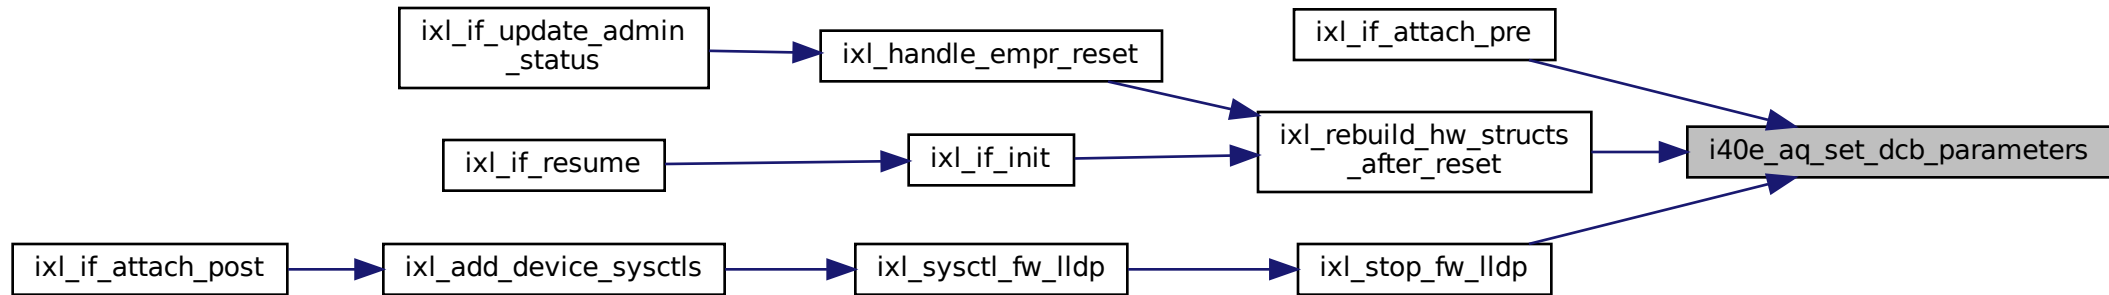 ixl_if_update_admin
_status
ixl_handle_empr_reset
ixl_if_attach_pre
ixl_rebuild_hw_structs
_after_reset
i40e_aq_set_dcb_parameters
ixl_if_resume
ixl_if_init
ixl_if_attach_post
ixl_add_device_sysctls
ixl_sysctl_fw_lldp
ixl_stop_fw_lldp